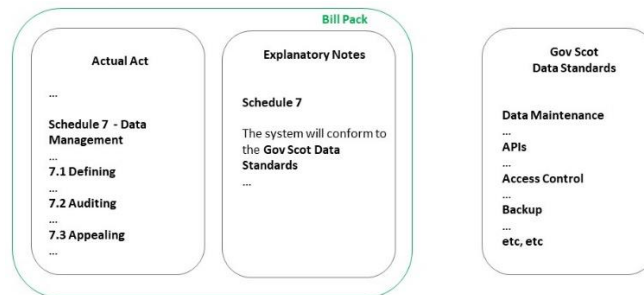 Bill Pack
Actual Act
...
Schedule 7 - Data
Management
...
7.1 Defining
...
7.2 Auditing
...
7.3 Appealing
...
Explanatory Notes
Schedule 7
The system will conform to
the Gov Scot Data
Standards
...
Gov Scot
Data Standards
Data Maintenance
...
APIs
...
Access Control
...
Backup
...
etc, etc